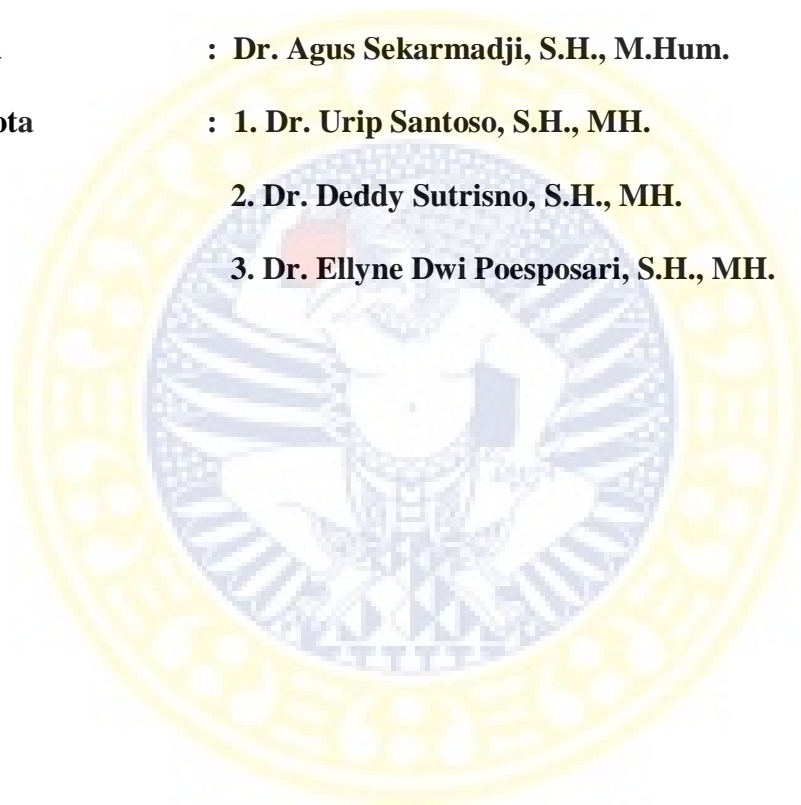 : Dr. Agus Sekarmadji, S.H., M.Hum.
ota : 1. Dr. Urip Santoso, S.H., MH.
2. Dr. Deddy Sutrisno, S.H., MH.
3. Dr. Ellyne Dwi Poesposari, S.H., MH.